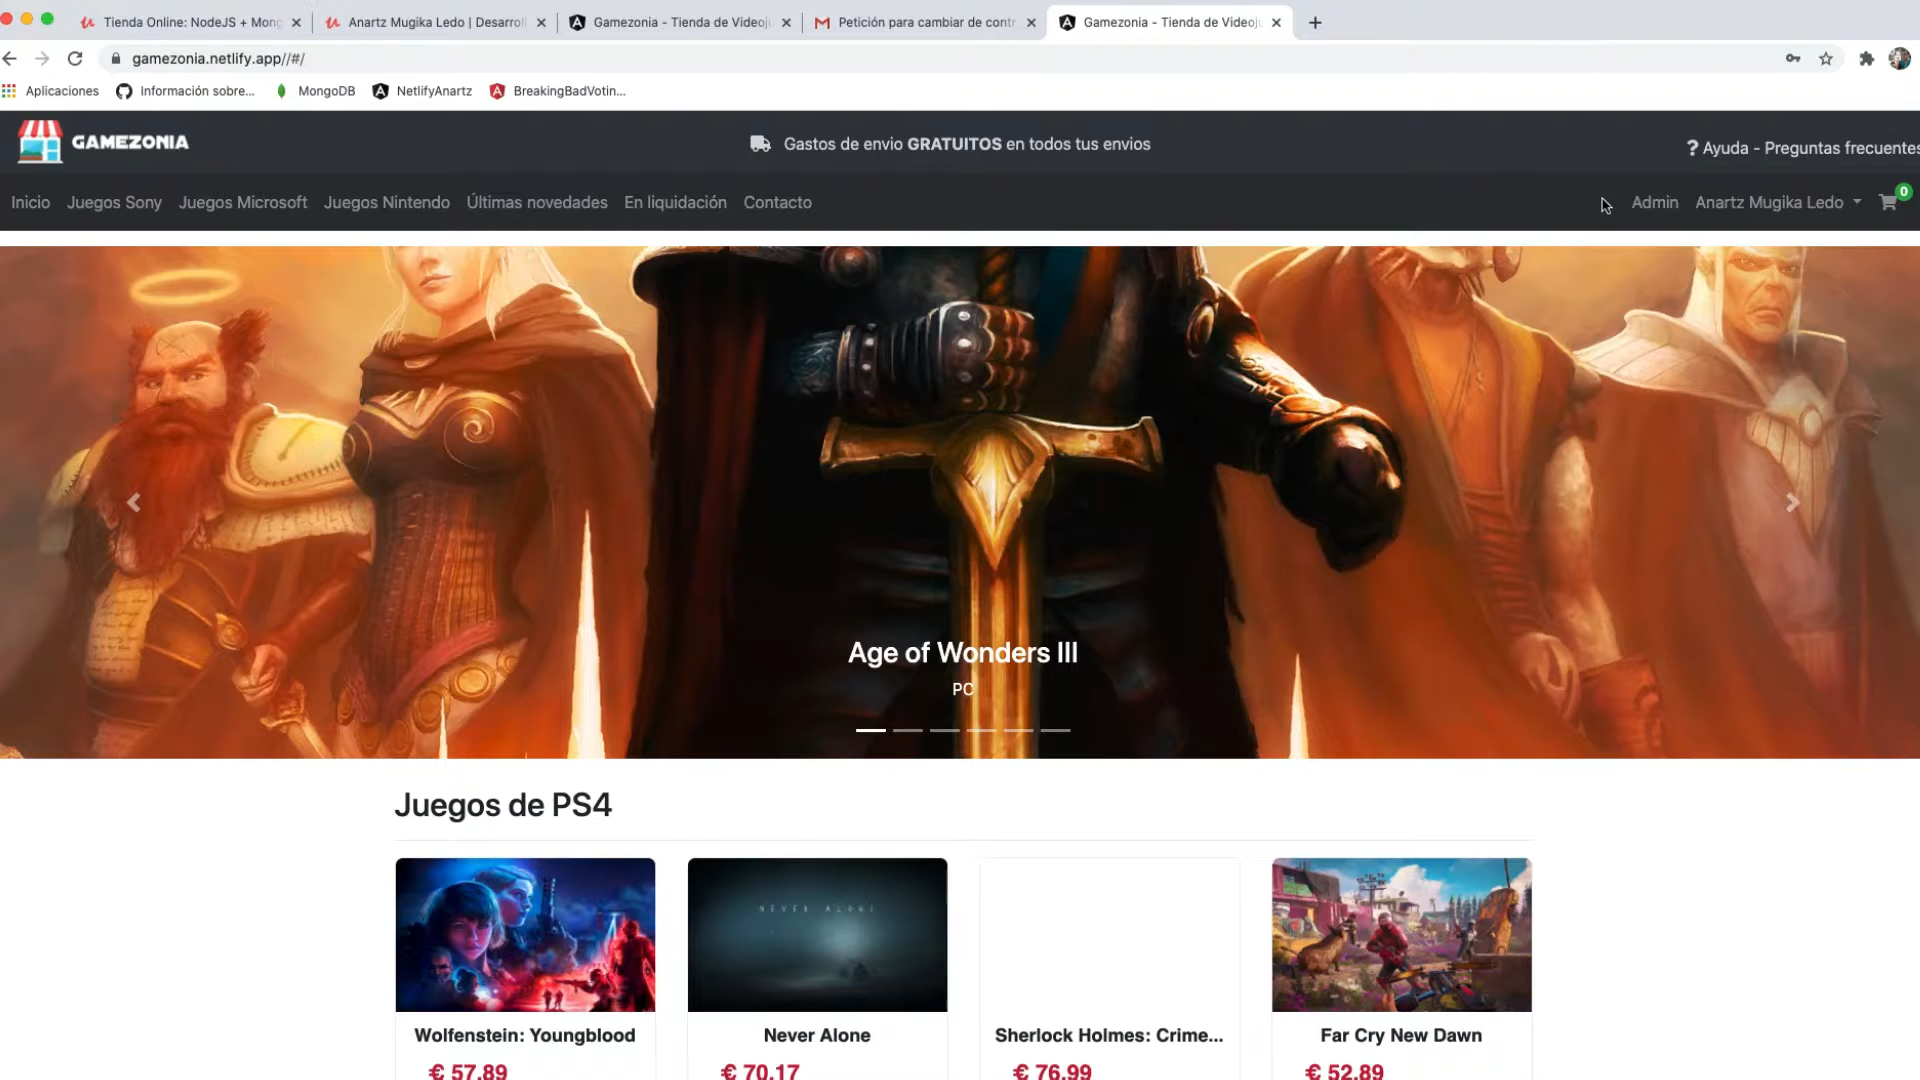 Tienda Online: NodeJS + Mong
Anartz Mugika Ledo | Desarroll
Gamezonia - Tienda de Videoju
Petición para cambiar de contr
Gamezonia - Tienda de Videoju
gamezonia.netlify.app//#/
Aplicaciones
Información sobre...
MongoDB
NetlifyAnartz
BreakingBadVotin...
GAMEZONIA
Gastos de envio GRATUITOS en todos tus envios
? Ayuda - Preguntas frecuentes
Inicio
Juegos Sony
Juegos Microsoft
Juegos Nintendo
Últimas novedades
En liquidación
Contacto
Admin
Anartz Mugika Ledo
0
Age of Wonders III
PC
Juegos de PS4
NEVER ALONE
Wolfenstein: Youngblood
Never Alone
Sherlock Holmes: Crime...
Far Cry New Dawn
€ 57.89
€ 70.17
€ 76.99
€ 52.89